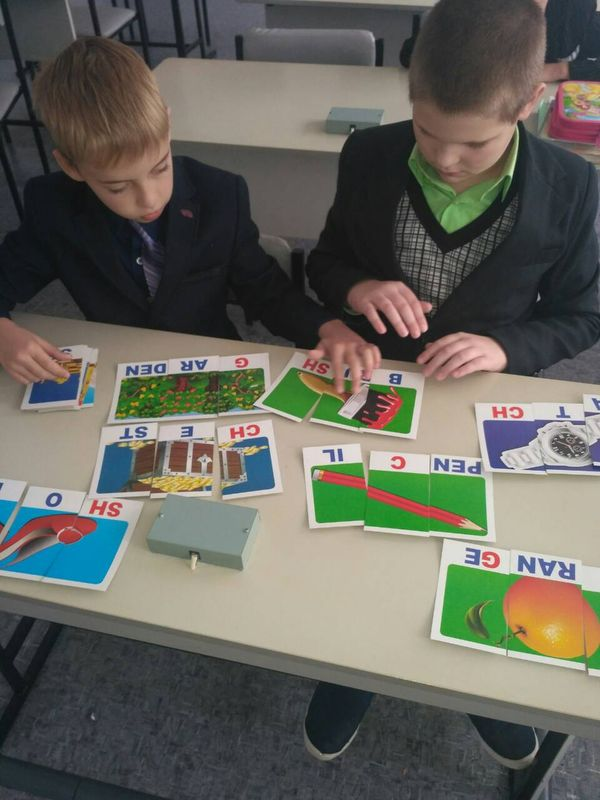 G AR DEN
B SH
A T CH
CH E ST
PEN C IL
SH O
RAN GE